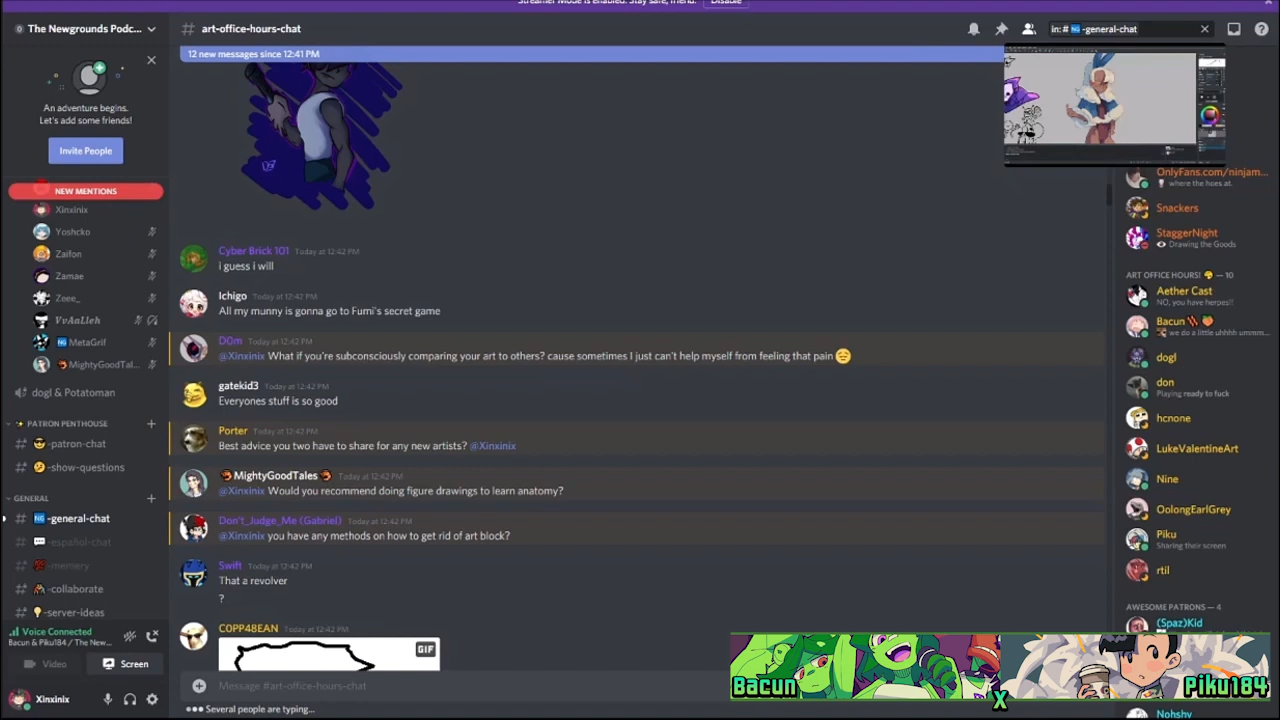 Streamer Mode is enabled. Stay safe, friend. Disable
The Newgrounds Podc...
# art-office-hours-chat
in:# NG -general-chat
12 new messages since 12:41 PM
An adventure begins.
Let's add some friends!
Invite People
NEW MENTIONS
Xinxinix
Yoshcko
Zaifon
Zamae
Zeee_
VvAaLleh
NG MetaGrif
MightyGoodTal...
dogl & Potatoman
PATRON PENTHOUSE
-patron-chat
-show-questions
GENERAL
NG -general-chat
-español-chat
-memery
-collaborate
-server-ideas
Voice Connected
Bacun & Piku184 / The New...
Video
Screen
Xinxinix
Cyber Brick 101 Today at 12:42 PM
i guess i will
Ichigo Today at 12:42 PM
All my munny is gonna go to Fumi's secret game
D0m Today at 12:42 PM
@Xinxinix What if you're subconsciously comparing your art to others? cause sometimes I just can't help myself from feeling that pain
gatekid3 Today at 12:42 PM
Everyones stuff is so good
Porter Today at 12:42 PM
Best advice you two have to share for any new artists? @Xinxinix
MightyGoodTales Today at 12:42 PM
@Xinxinix Would you recommend doing figure drawings to learn anatomy?
Don't_Judge_Me (Gabriel) Today at 12:42 PM
@Xinxinix you have any methods on how to get rid of art block?
Swift Today at 12:42 PM
That a revolver
?
C0PP48EAN Today at 12:42 PM
GIF
Message #art-office-hours-chat
Several people are typing...
OnlyFans.com/ninjam...
where the hoes at.
Snackers
StaggerNight
Drawing the Goods
ART OFFICE HOURS! — 10
Aether Cast
NO, you have herpes!!
Bacun
we do a little uhhhh ummm...
dogl
don
Playing ready to fuck
hcnone
LukeValentineArt
Nine
OolongEarlGrey
Piku
Sharing their screen
rtil
AWESOME PATRONS — 4
(Spaz)Kid
Nohshy
Bacun
X
Piku184